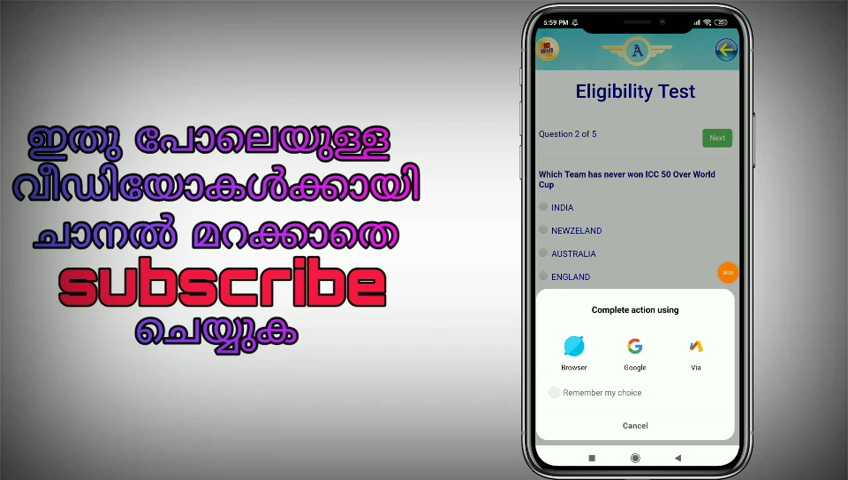 ഇതു പോലെയുള്ള
വീഡിയോകൾക്കായി
ചാനൽ മറക്കാതെ
subscribe
ചെയ്യുക
5:59 PM
A
Eligibility Test
Question 2 of 5
Next
Which Team has never won ICC 50 Over World
Cup
INDIA
NEWZELAND
AUSTRALIA
ENGLAND
Complete action using
Browser
Google
Via
Remember my choice
Cancel